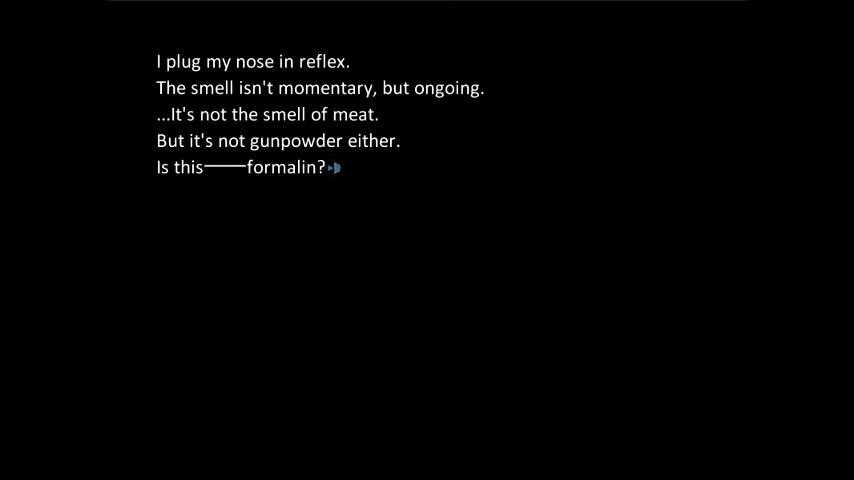 I plug my nose in reflex.
The smell isn't momentary, but ongoing.
...It's not the smell of meat.
But it's not gunpowder either.
Is this——formalin?